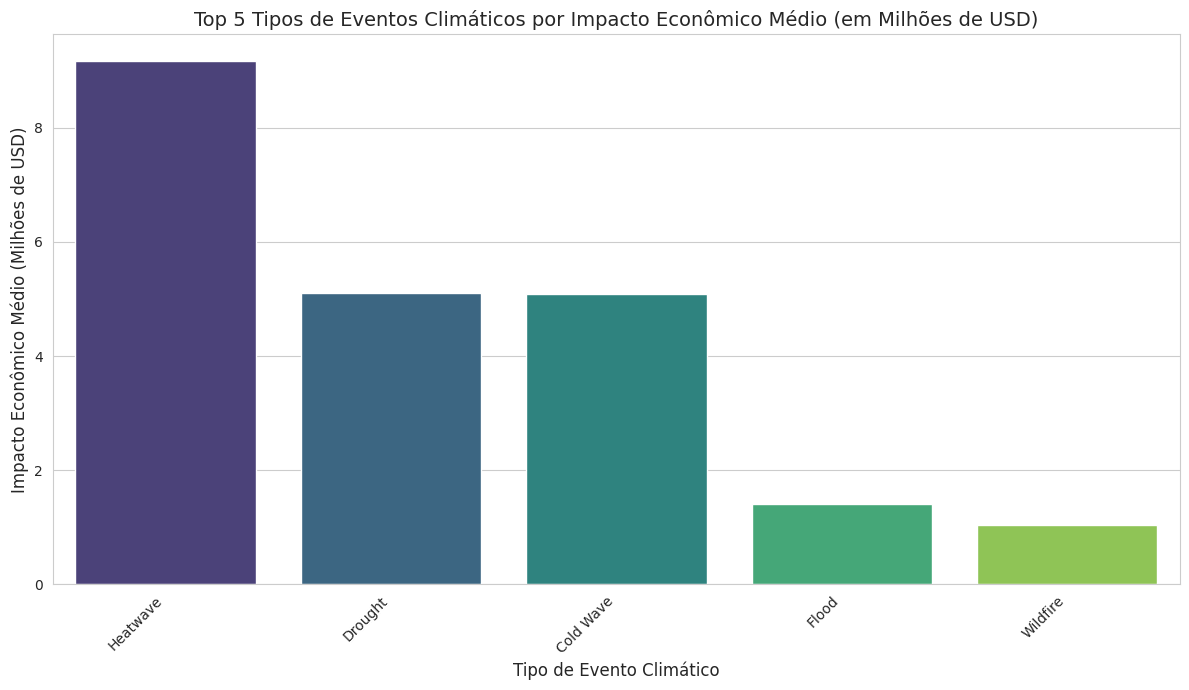 Top 5 Tipos de Eventos Climáticos por Impacto Econômico Médio (em Milhões de USD)
Impacto Econômico Médio (Milhões de USD)
8
6
4
2
0
Heatwave
Drought
Cold Wave
Flood
Wildfire
Tipo de Evento Climático